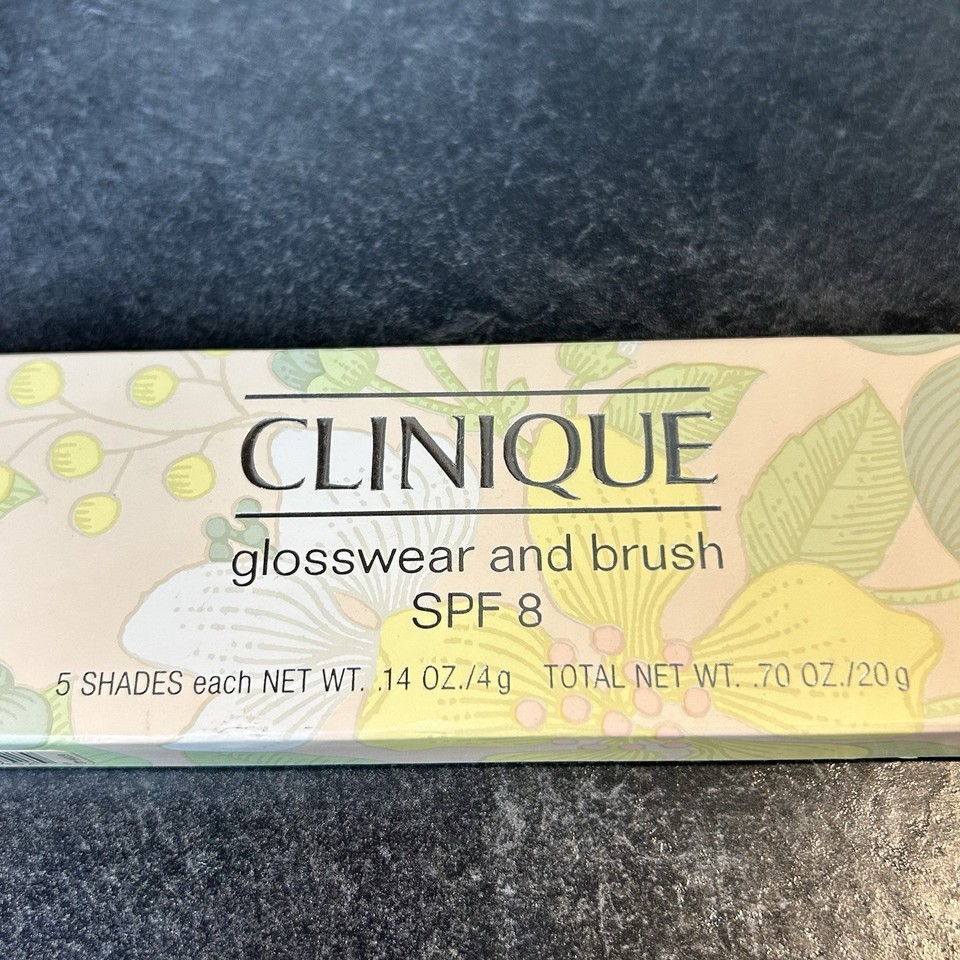 CLINIQUE
glosswear and brush
SPF 8
5 SHADES each NET WT. .14 OZ./4g TOTAL NET WT. .70 OZ./20g